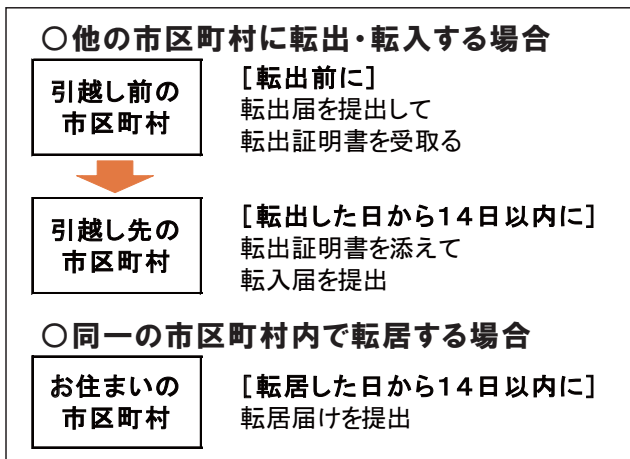 ○他の市区町村に転出・転入する場合
引越し前の
市区町村
[転出前に]
転出届を提出して
転出証明書を受取る
引越し先の
市区町村
[転出した日から14日以内に]
転出証明書を添えて
転入届を提出
○同一の市区町村内で転居する場合
お住まいの
市区町村
[転居した日から14日以内に]
転居届けを提出